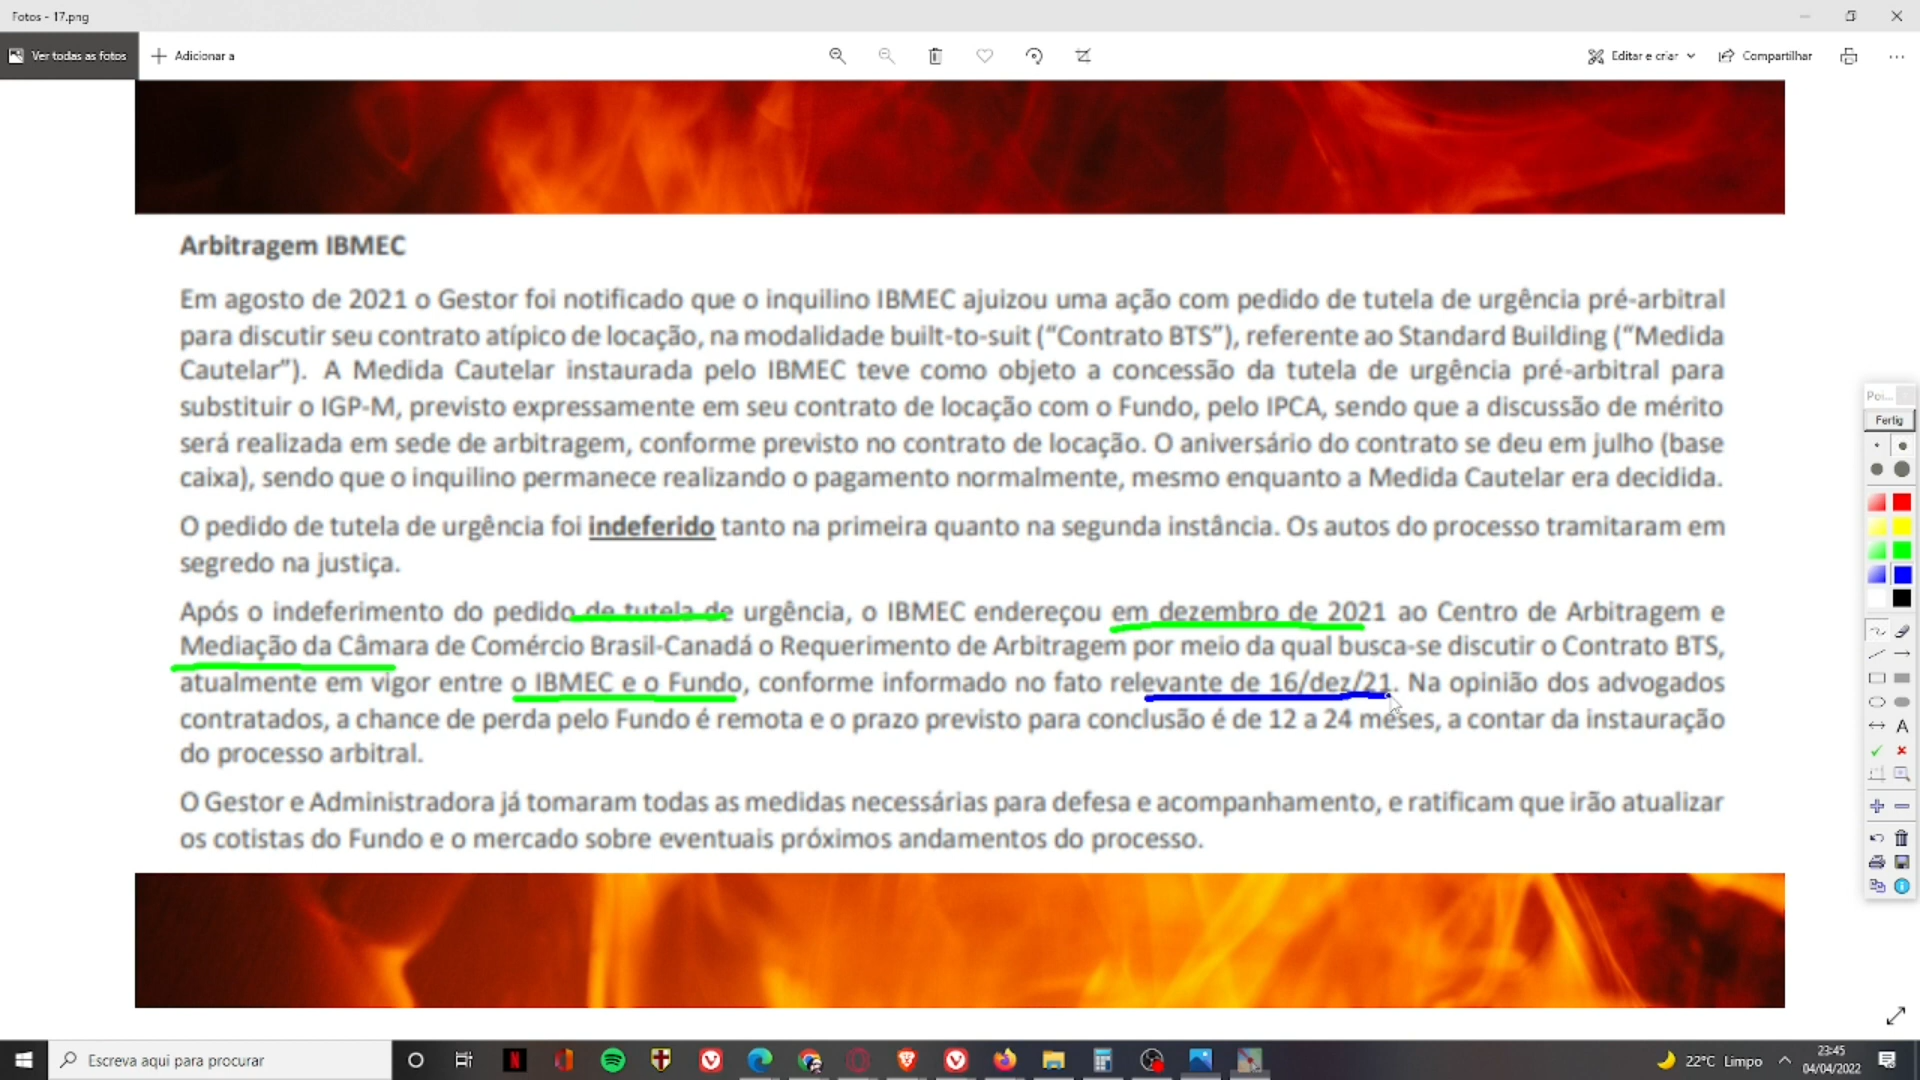 Fotos - 17.png
Ver todas as fotos
Adicionar a
Editar e criar
Compartilhar
Arbitragem IBMEC
Em agosto de 2021 o Gestor foi notificado que o inquilino IBMEC ajuizou uma ação com pedido de tutela de urgência pré-arbitral
para discutir seu contrato atípico de locação, na modalidade built-to-suit (“Contrato BTS”), referente ao Standard Building (“Medida
Cautelar”). A Medida Cautelar instaurada pelo IBMEC teve como objeto a concessão da tutela de urgência pré-arbitral para
substituir o IGP-M, previsto expressamente em seu contrato de locação com o Fundo, pelo IPCA, sendo que a discussão de mérito
será realizada em sede de arbitragem, conforme previsto no contrato de locação. O aniversário do contrato se deu em julho (base
caixa), sendo que o inquilino permanece realizando o pagamento normalmente, mesmo enquanto a Medida Cautelar era decidida.
O pedido de tutela de urgência foi indeferido tanto na primeira quanto na segunda instância. Os autos do processo tramitaram em
segredo na justiça.
Após o indeferimento do pedido de tutela de urgência, o IBMEC endereçou em dezembro de 2021 ao Centro de Arbitragem e
Mediação da Câmara de Comércio Brasil-Canadá o Requerimento de Arbitragem por meio da qual busca-se discutir o Contrato BTS,
atualmente em vigor entre o IBMEC e o Fundo, conforme informado no fato relevante de 16/dez/21. Na opinião dos advogados
contratados, a chance de perda pelo Fundo é remota e o prazo previsto para conclusão é de 12 a 24 meses, a contar da instauração
do processo arbitral.
O Gestor e Administradora já tomaram todas as medidas necessárias para defesa e acompanhamento, e ratificam que irão atualizar
os cotistas do Fundo e o mercado sobre eventuais próximos andamentos do processo.
Poi...
Fertig
A
Escreva aqui para procurar
22°C Limpo
23:45
04/04/2022